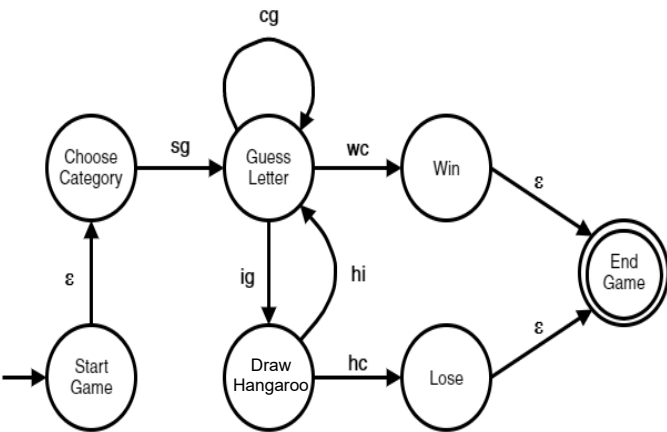 cg
Choose
Category
sg
Guess
Letter
wc
Win
ε
End
Game
ε
ig
hi
ε
Start
Game
Draw
Hangaroo
hc
Lose